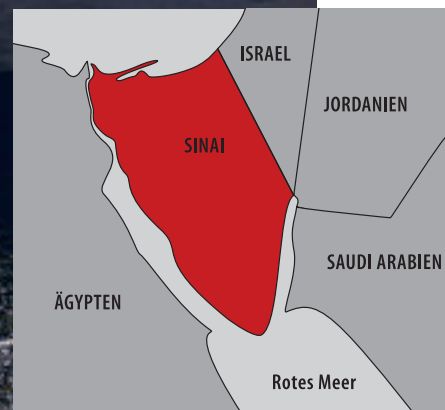 ISRAEL
JORDANIEN
SINAI
SAUDI ARABIEN
ÄGYPTEN
Rotes Meer